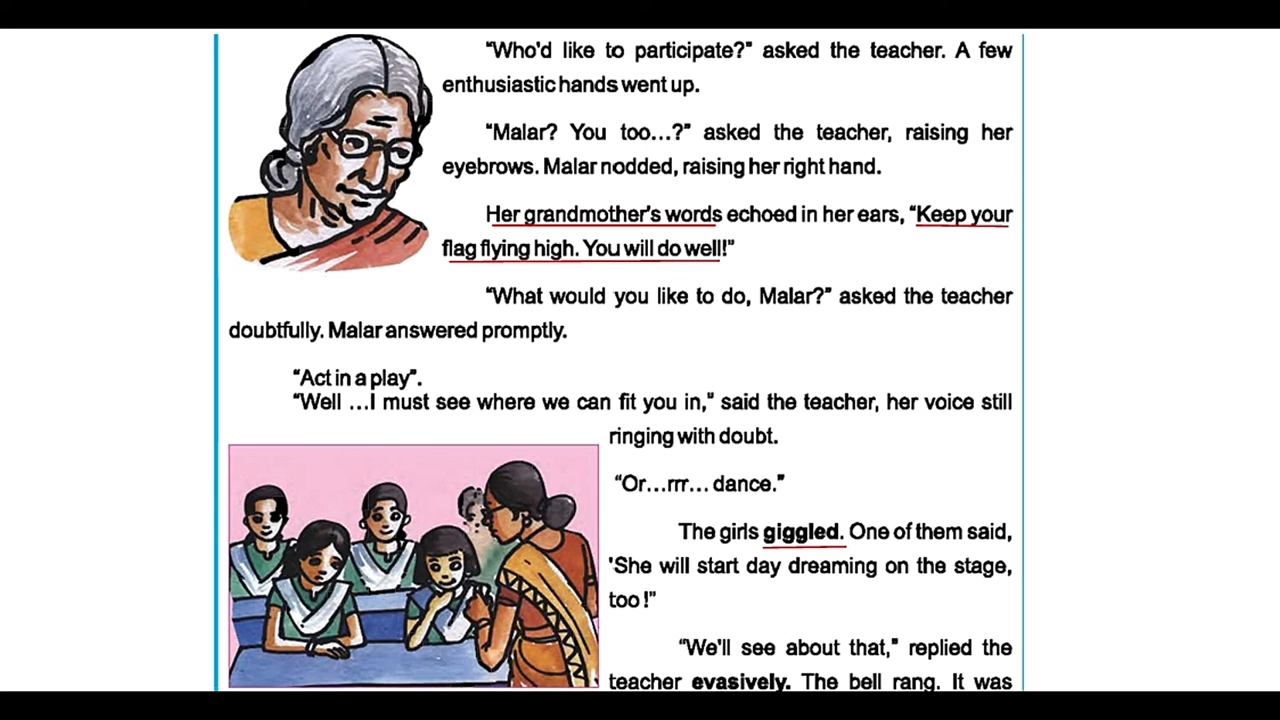 “Who'd like to participate?” asked the teacher. A few
enthusiastic hands went up.
“Malar? You too...?” asked the teacher, raising her
eyebrows. Malar nodded, raising her right hand.
Her grandmother's words echoed in her ears, “Keep your
flag flying high. You will do well!”
“What would you like to do, Malar?” asked the teacher
doubtfully. Malar answered promptly.
“Act in a play”.
“Well ...I must see where we can fit you in,” said the teacher, her voice still
ringing with doubt.
“Or...rrr... dance.”
The girls giggled. One of them said,
'She will start day dreaming on the stage,
too !”
“We'll see about that,” replied the
teacher evasively. The bell rang. It was